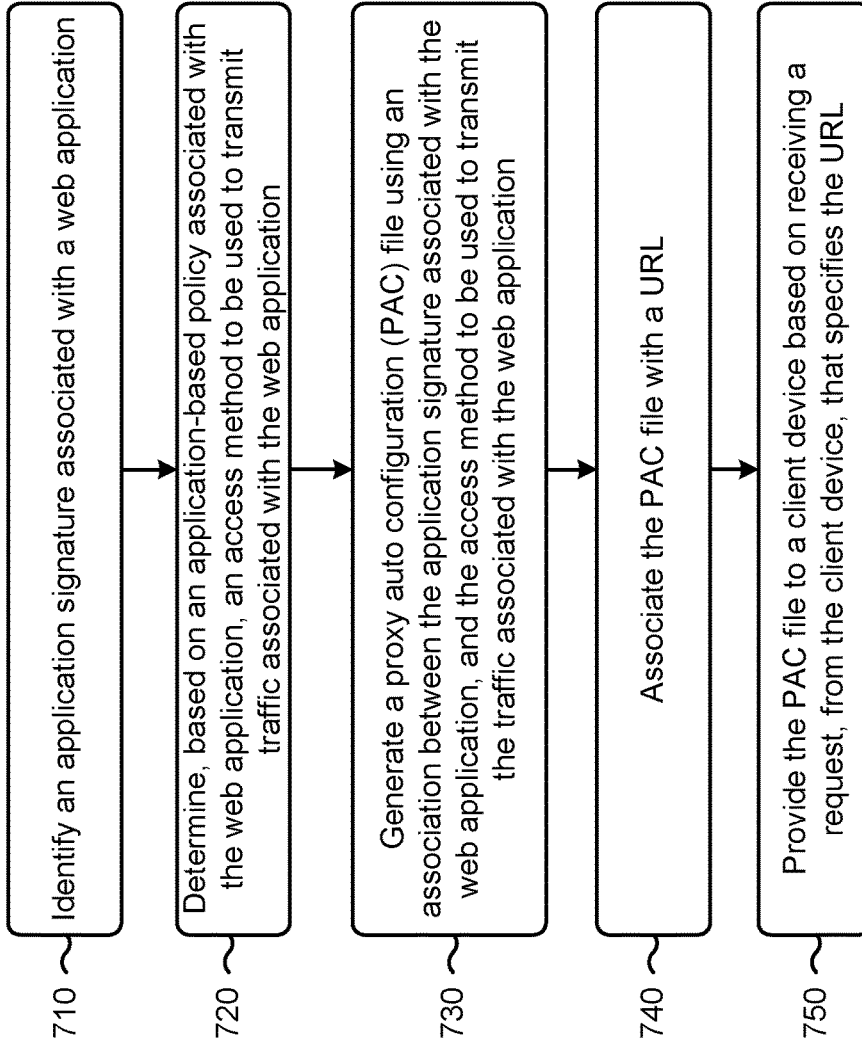 710
Identify an application signature associated with a web application
720
Determine, based on an application-based policy associated with
the web application, an access method to be used to transmit
traffic associated with the web application
730
Generate a proxy auto configuration (PAC) file using an
association between the application signature associated with the
web application, and the access method to be used to transmit
the traffic associated with the web application
740
Associate the PAC file with a URL
750
Provide the PAC file to a client device based on receiving a
request, from the client device, that specifies the URL